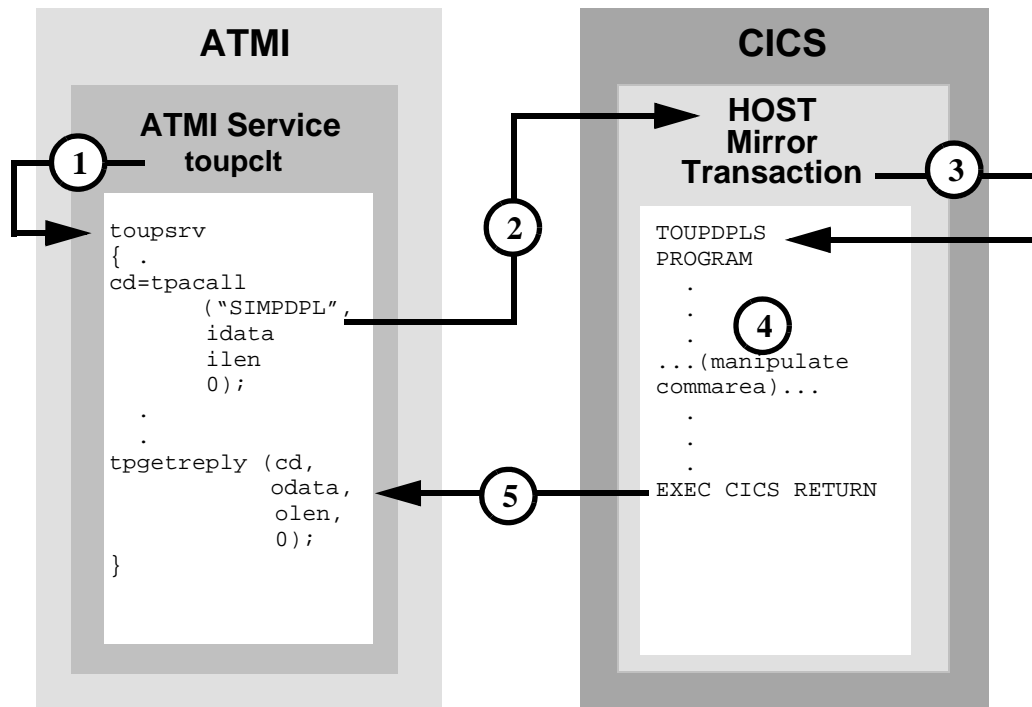 ATMI
ATMI Service
toupclt
1
toupsrv
{ .
cd=tpacall
(“SIMPDPL”,
idata
ilen
0);
.
.
tpgetreply (cd,
odata,
olen,
0);
}
2
5
CICS
HOST
Mirror
Transaction
3
TOUPDPLS
PROGRAM
.
.
.
4
...(manipulate
commarea)...
.
.
.
EXEC CICS RETURN